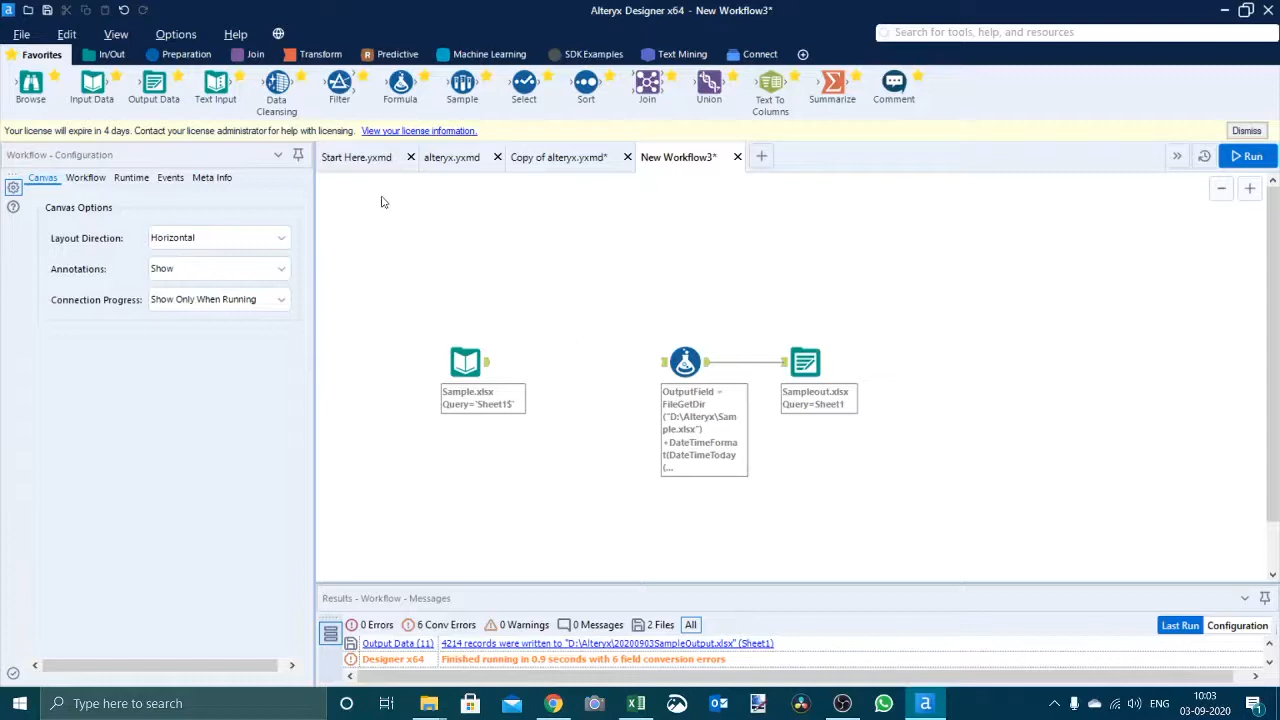 Alteryx Designer x64 - New Workflow3*
File Edit View Options Help
Search for tools, help, and resources
Favorites In/Out Preparation Join Transform Predictive Machine Learning SDK Examples Text Mining Connect
Browse Input Data Output Data Text Input Data Cleansing Filter Formula Sample Select Sort Join Union Text To Columns Summarize Comment
Your license will expire in 4 days. Contact your license administrator for help with licensing. View your license information. Dismiss
Workflow - Configuration
Start Here.yxmd alteryx.yxmd Copy of alteryx.yxmd* New Workflow3* Run
Canvas Workflow Runtime Events Meta Info
Canvas Options
Layout Direction: Horizontal
Annotations: Show
Connection Progress: Show Only When Running
Sample.xlsx
Query=`Sheet1$`
OutputField =
FileGetDir
("D:\Alteryx\Sam
ple.xlsx")
+DateTimeForma
t(DateTimeToday
(...
Sampleout.xlsx
Query=Sheet1
Results - Workflow - Messages
0 Errors 6 Conv Errors 0 Warnings 0 Messages 2 Files All Last Run Configuration
Output Data (11) 4214 records were written to "D:\Alteryx\20200903SampleOutput.xlsx" (Sheet1)
Designer x64 Finished running in 0.9 seconds with 6 field conversion errors
Type here to search
ENG
10:03
03-09-2020